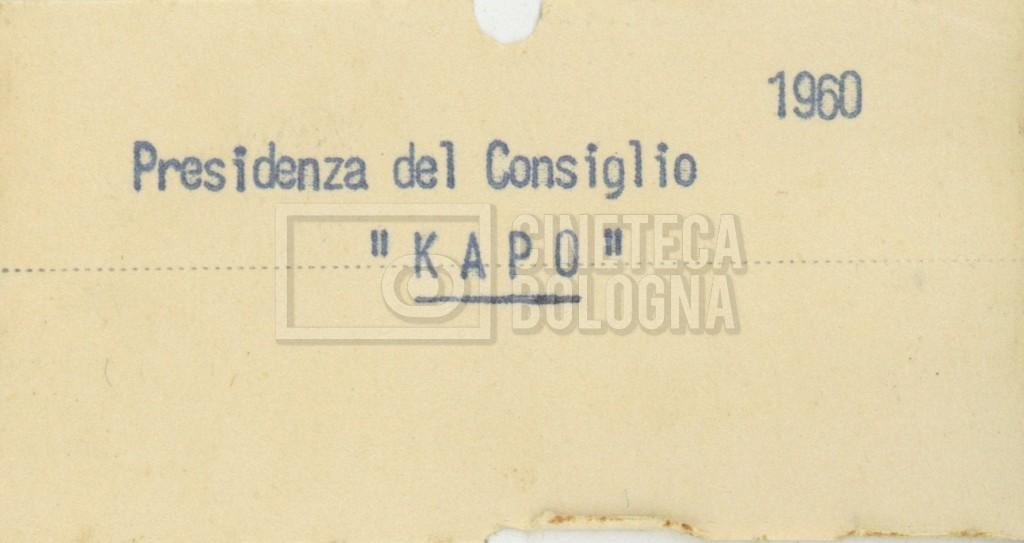 1960
Presidenza del Consiglio
"KAPO"
CINETECA
BOLOGNA